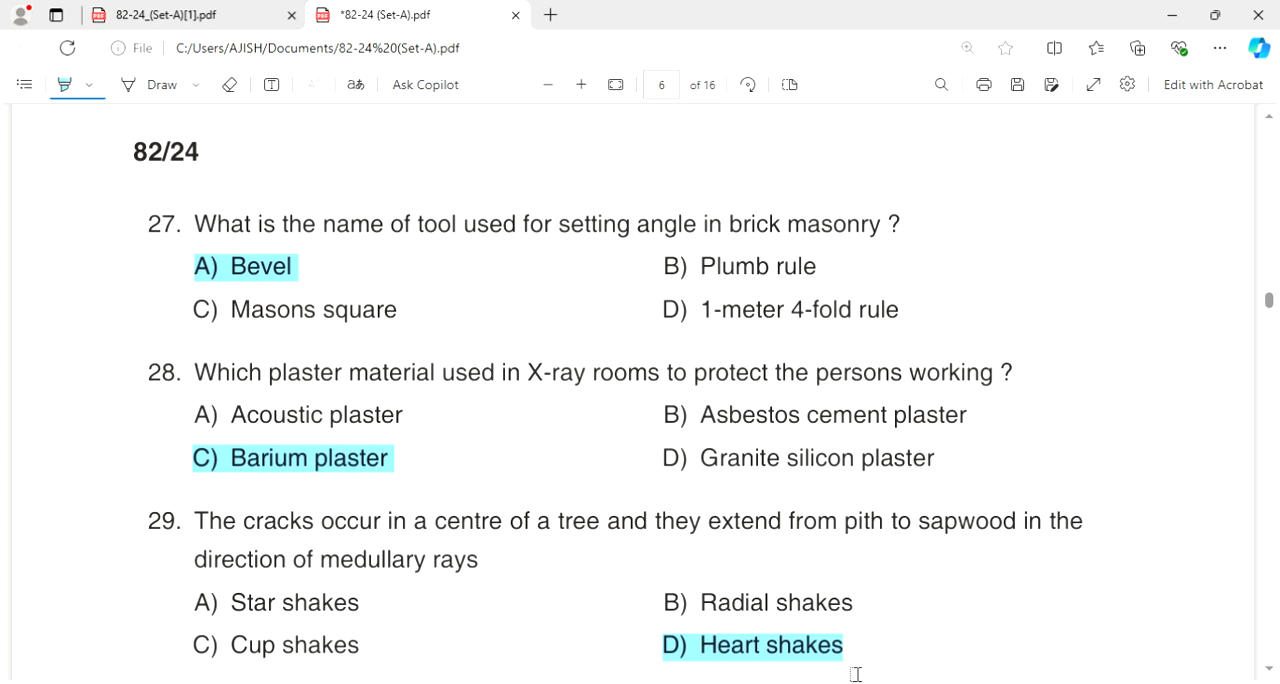 82-24_(Set-A)[1].pdf
*82-24 (Set-A).pdf
File C:/Users/AJISH/Documents/82-24%20(Set-A).pdf
Draw aあ Ask Copilot 6 of 16 Edit with Acrobat
82/24
27. What is the name of tool used for setting angle in brick masonry ?
A) Bevel B) Plumb rule
C) Masons square D) 1-meter 4-fold rule
28. Which plaster material used in X-ray rooms to protect the persons working ?
A) Acoustic plaster B) Asbestos cement plaster
C) Barium plaster D) Granite silicon plaster
29. The cracks occur in a centre of a tree and they extend from pith to sapwood in the
direction of medullary rays
A) Star shakes B) Radial shakes
C) Cup shakes D) Heart shakes